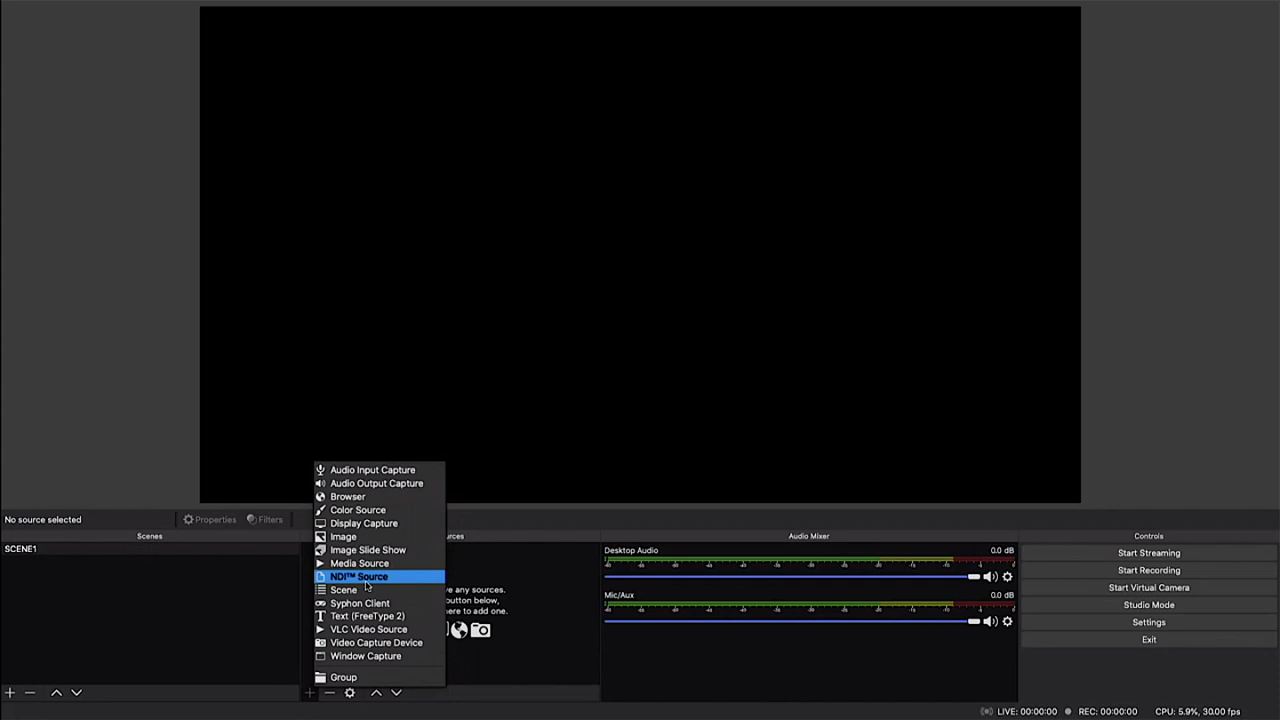 Audio Input Capture
Audio Output Capture
Browser
Color Source
Display Capture
Image
Image Slide Show
Media Source
NDI™ Source
Scene
Syphon Client
Text (FreeType 2)
VLC Video Source
Video Capture Device
Window Capture
Group
No source selected
Properties
Filters
Scenes
SCENE1
urces
ve any sources.
button below,
here to add one.
Audio Mixer
Desktop Audio
0.0 dB
Mic/Aux
0.0 dB
Controls
Start Streaming
Start Recording
Start Virtual Camera
Studio Mode
Settings
Exit
LIVE: 00:00:00
REC: 00:00:00
CPU: 5.9%, 30.00 fps